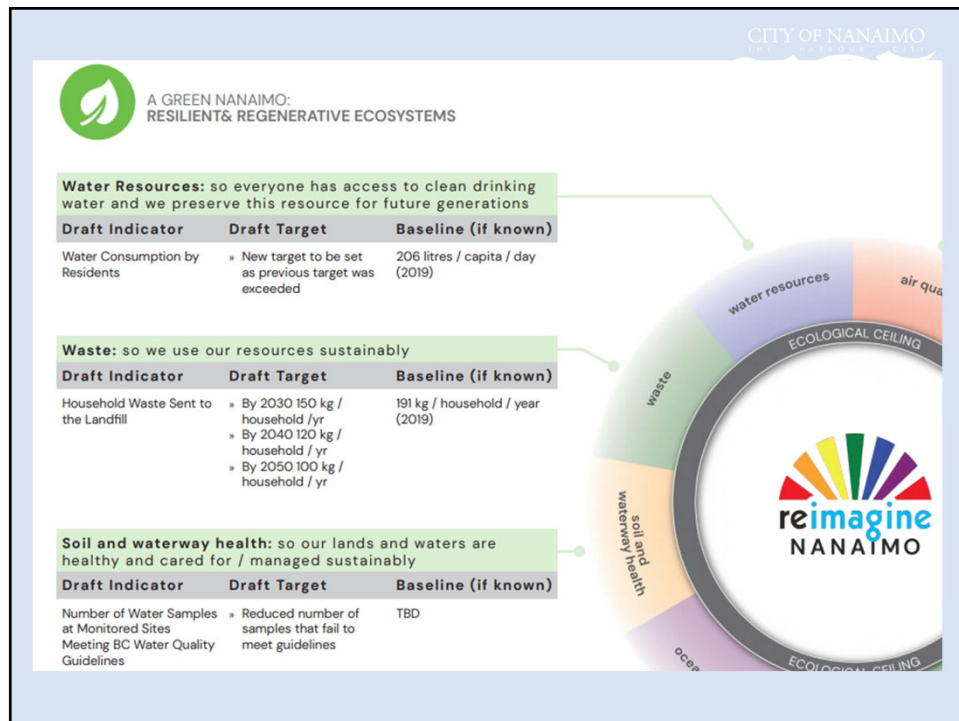 CITY OF NANAIMO
THE HARBOUR CITY
A GREEN NANAIMO:
RESILIENT& REGENERATIVE ECOSYSTEMS
Water Resources: so everyone has access to clean drinking
water and we preserve this resource for future generations
Draft Indicator Draft Target Baseline (if known)
Water Consumption by » New target to be set 206 litres / capita / day
Residents as previous target was (2019)
exceeded
Waste: so we use our resources sustainably
Draft Indicator Draft Target Baseline (if known)
Household Waste Sent to » By 2030 150 kg / 191 kg / household / year
the Landfill household /yr (2019)
» By 2040 120 kg /
household / yr
» By 2050 100 kg /
household / yr
Soil and waterway health: so our lands and waters are
healthy and cared for / managed sustainably
Draft Indicator Draft Target Baseline (if known)
Number of Water Samples » Reduced number of TBD
at Monitored Sites samples that fail to
Meeting BC Water Quality meet guidelines
Guidelines
water resources
air qua
ECOLOGICAL CEILING
waste
soil and
waterway health
reimagine
NANAIMO
ocea
ECOLOGICAL CEILING